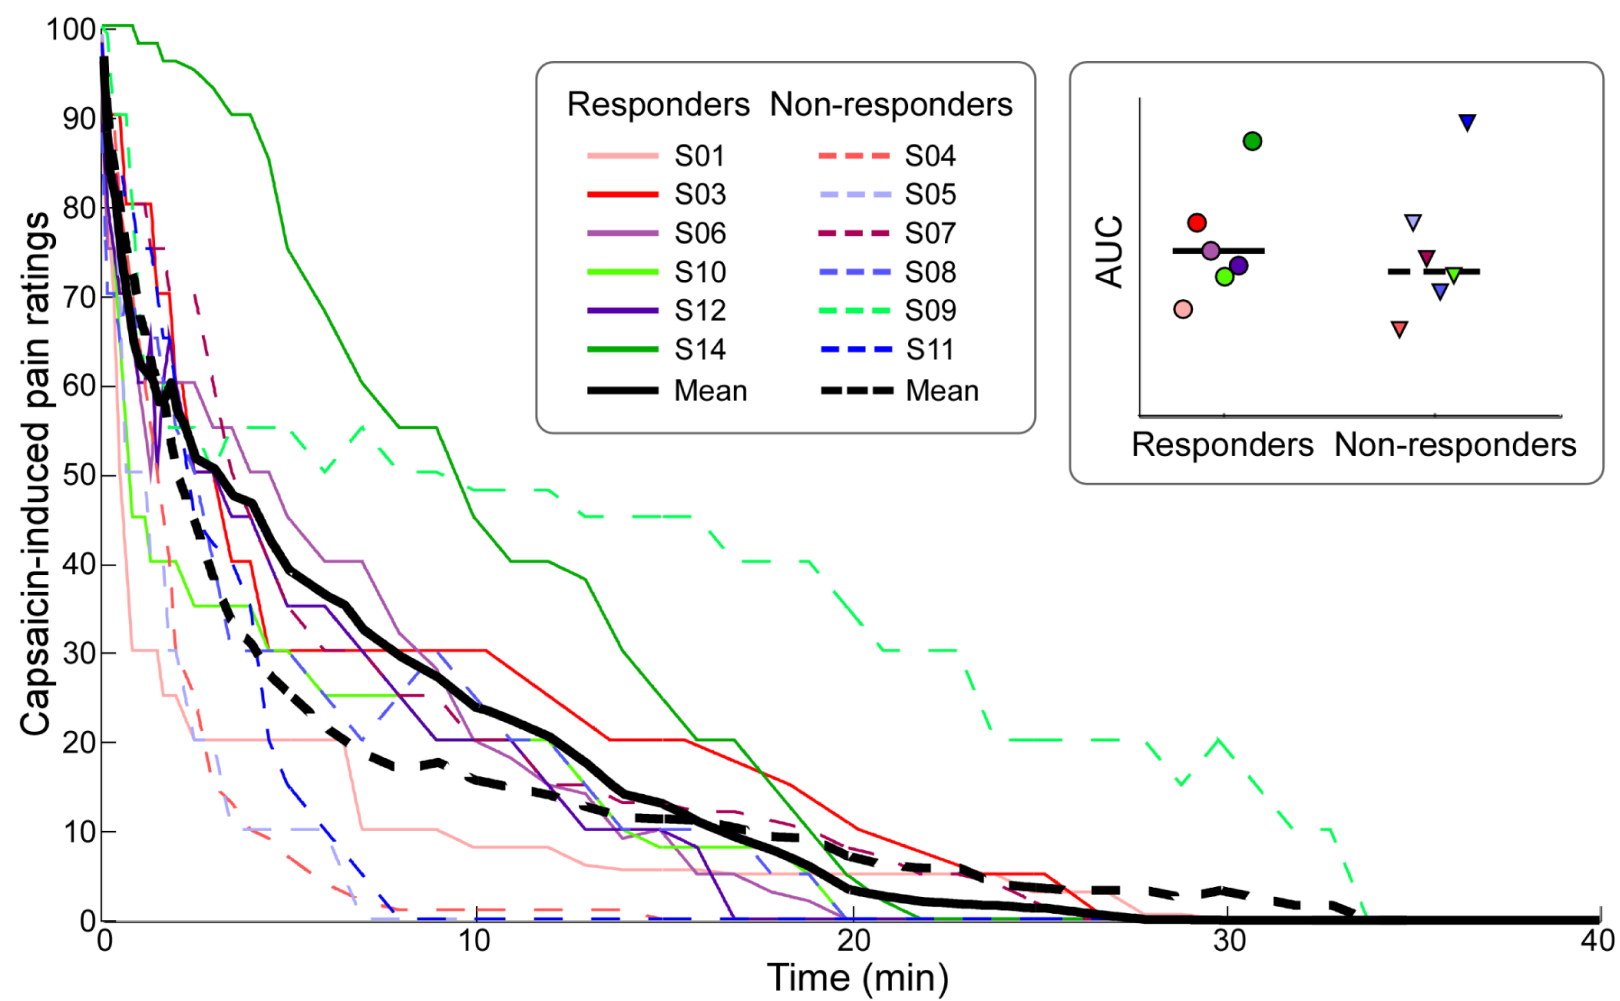 Capsaicin-induced pain ratings
100
90
80
70
60
50
40
30
20
10
0
0 10 20 30 40
Time (min)
Responders Non-responders
S01 S04
S03 S05
S06 S07
S10 S08
S12 S09
S14 S11
Mean Mean
AUC
Responders Non-responders